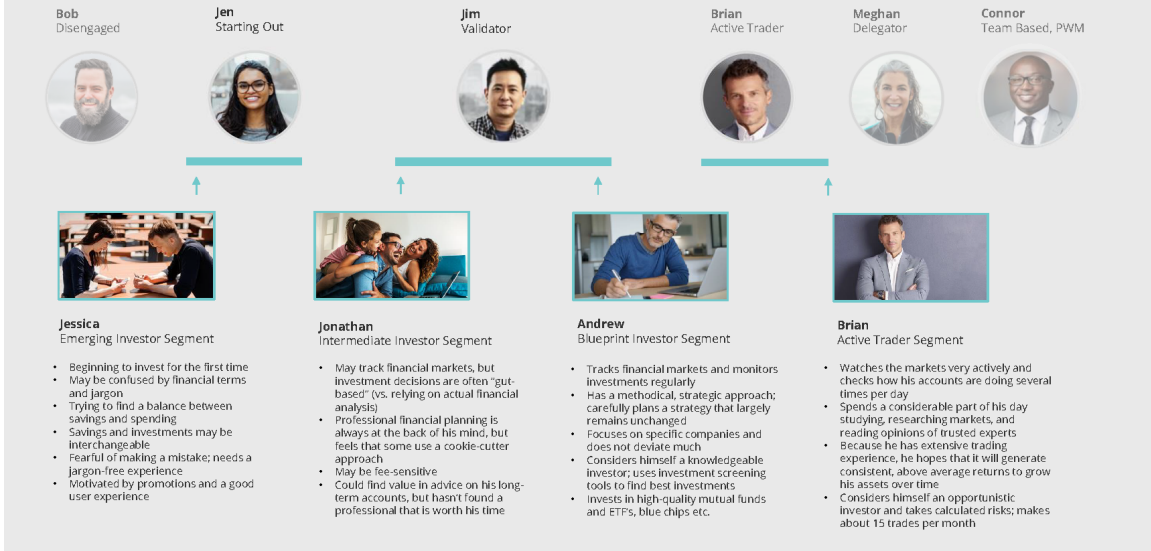 Bob
Disengaged
Jen
Starting Out
Jim
Validator
Brian
Active Trader
Meghan
Delegator
Connor
Team Based, PWM
Jessica
Emerging Investor Segment
• Beginning to invest for the first time
• May be confused by financial terms
and jargon
• Trying to find a balance between
savings and spending
• Savings and investments may be
interchangeable
• Fearful of making a mistake; needs a
jargon-free experience
• Motivated by promotions and a good
user experience
Jonathan
Intermediate Investor Segment
• May track financial markets, but
investment decisions are often "gut-
based" (vs. relying on actual financial
analysis)
• Professional financial planning is
always at the back of his mind, but
feels that some use a cookie-cutter
approach
• May be fee-sensitive
• Could find value in advice on his long-
term accounts, but hasn't found a
professional that is worth his time
Andrew
Blueprint Investor Segment
• Tracks financial markets and monitors
investments regularly
• Has a methodical, strategic approach;
carefully plans a strategy that largely
remains unchanged
• Focuses on specific companies and
does not deviate much
• Considers himself a knowledgeable
investor; uses investment screening
tools to find best investments
• Invests in high-quality mutual funds
and ETF's, blue chips etc.
Brian
Active Trader Segment
• Watches the markets very actively and
checks how his accounts are doing several
times per day
• Spends a considerable part of his day
studying, researching markets, and
reading opinions of trusted experts
• Because he has extensive trading
experience, he hopes that it will generate
consistent, above average returns to grow
his assets over time
• Considers himself an opportunistic
investor and takes calculated risks; makes
about 15 trades per month